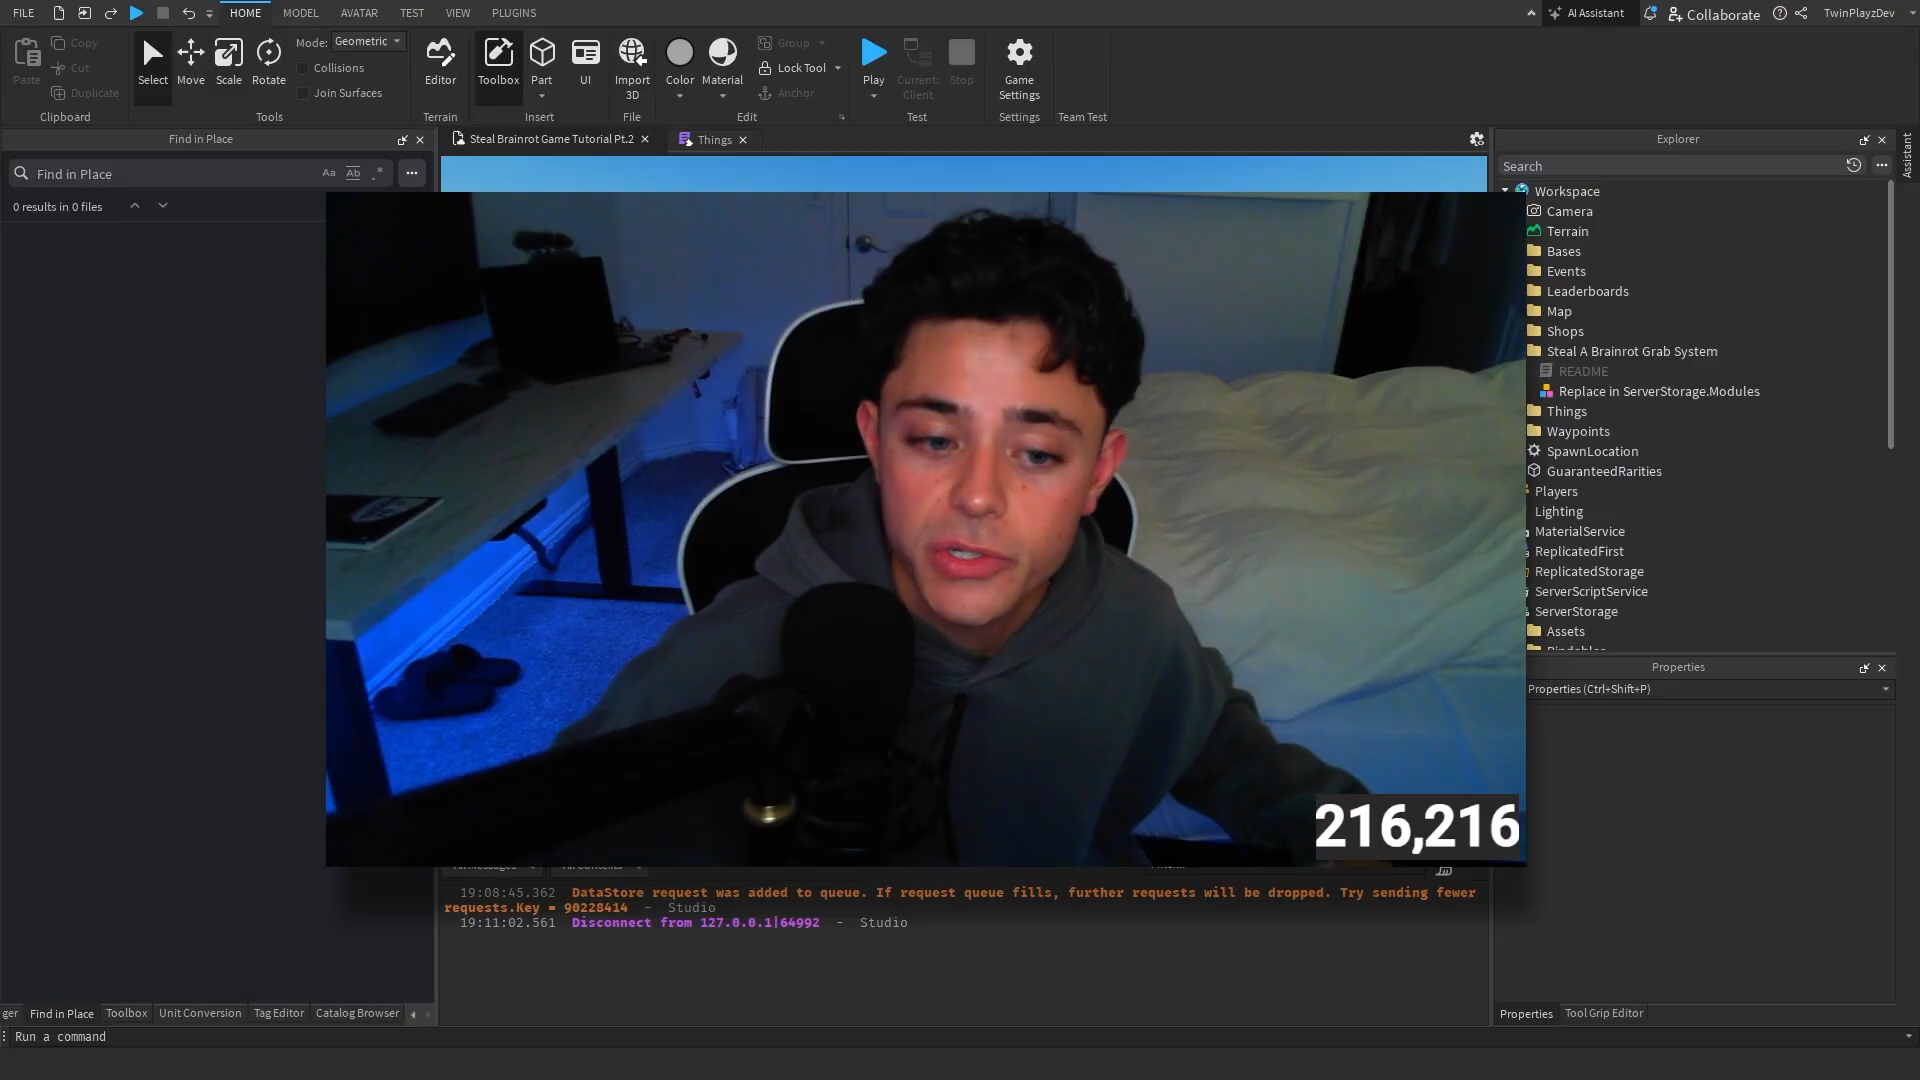 FILE
HOME
MODEL
AVATAR
TEST
VIEW
PLUGINS
AI Assistant
Collaborate
TwinPlayzDev
Paste
Copy
Cut
Duplicate
Clipboard
Select
Move
Scale
Rotate
Mode:
Geometric
Collisions
Join Surfaces
Tools
Editor
Terrain
Toolbox
Part
UI
Insert
Import
3D
File
Color
Material
Group
Lock Tool
Anchor
Edit
Play
Current:
Client
Stop
Test
Game
Settings
Settings
Team Test
Find in Place
Find in Place
Aa
Ab
.*
0 results in 0 files
Steal Brainrot Game Tutorial Pt.2
Things
Explorer
Assistant
Search
Workspace
Camera
Terrain
Bases
Events
Leaderboards
Map
Shops
Steal A Brainrot Grab System
README
Replace in ServerStorage.Modules
Things
Waypoints
SpawnLocation
GuaranteedRarities
Players
Lighting
MaterialService
ReplicatedFirst
ReplicatedStorage
ServerScriptService
ServerStorage
Assets
Properties
Properties (Ctrl+Shift+P)
216,216
19:08:45.362 DataStore request was added to queue. If request queue fills, further requests will be dropped. Try sending fewer
requests.Key = 90228414 - Studio
19:11:02.561 Disconnect from 127.0.0.1|64992 - Studio
ger
Find in Place
Toolbox
Unit Conversion
Tag Editor
Catalog Browser
Properties
Tool Grip Editor
Run a command